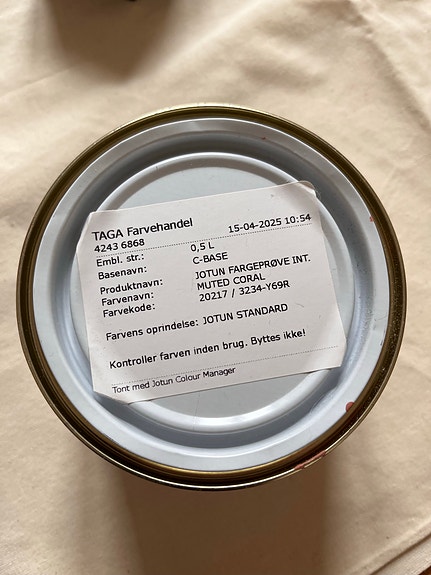 TAGA Farvehandel
4243 6868 15-04-2025 10:54
Embl. str.: 0,5 L
Basenavn: C-BASE
Produktnavn: JOTUN FARGEPRØVE INT.
Farvenavn: MUTED CORAL
Farvekode: 20217 / 3234-Y69R
Farvens oprindelse: JOTUN STANDARD
Kontroller farven inden brug. Byttes ikke!
Tont med Jotun Colour Manager